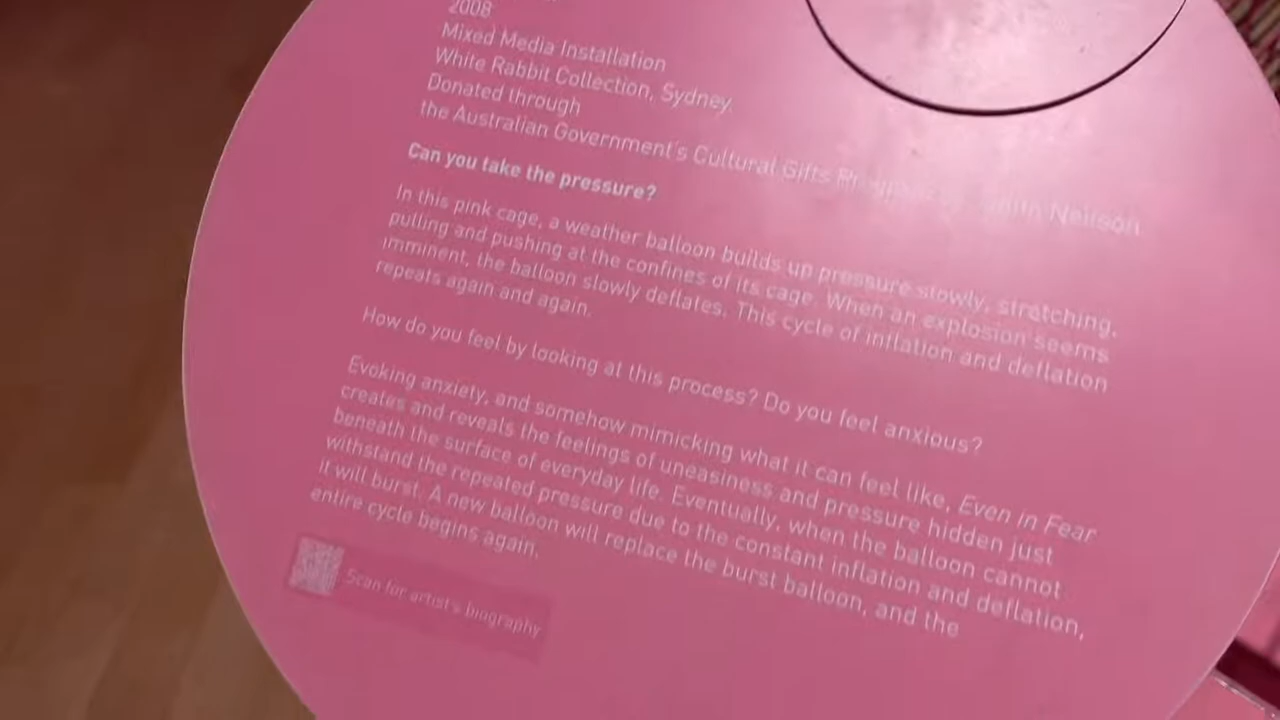 2008
Mixed Media Installation
White Rabbit Collection, Sydney.
Donated through
the Australian Government's Cultural Gifts Neilson
Can you take the pressure?
In this pink cage, a weather balloon builds up pressure slowly, stretching,
pulling and pushing at the confines of its cage. When an explosion seems
imminent, the balloon slowly deflates. This cycle of inflation and deflation
repeats again and again.
How do you feel by looking at this process? Do you feel anxious?
Evoking anxiety, and somehow mimicking what it can feel like, Even in Fear
creates and reveals the feelings of uneasiness and pressure hidden just
beneath the surface of everyday life. Eventually, when the balloon cannot
withstand the repeated pressure due to the constant inflation and deflation,
it will burst. A new balloon will replace the burst balloon, and the
entire cycle begins again.
Scan for artist's biography